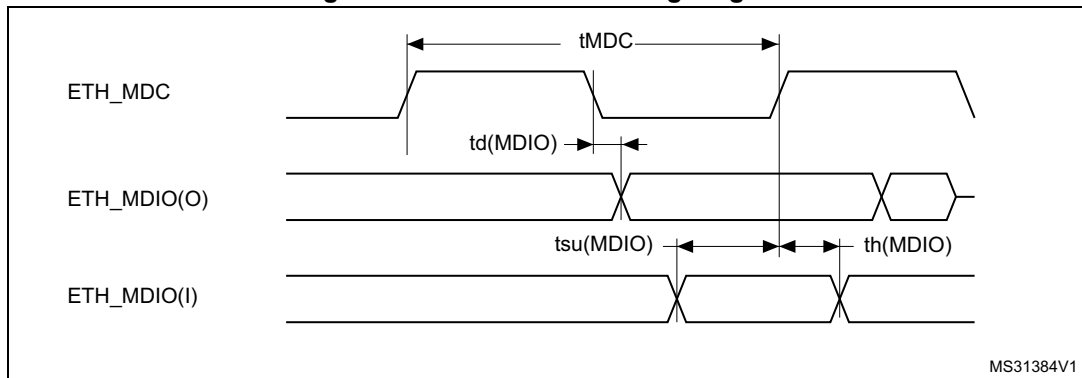 tMDC
ETH_MDC
td(MDIO)
ETH_MDIO(O)
tsu(MDIO) th(MDIO)
ETH_MDIO(I)
MS31384V1